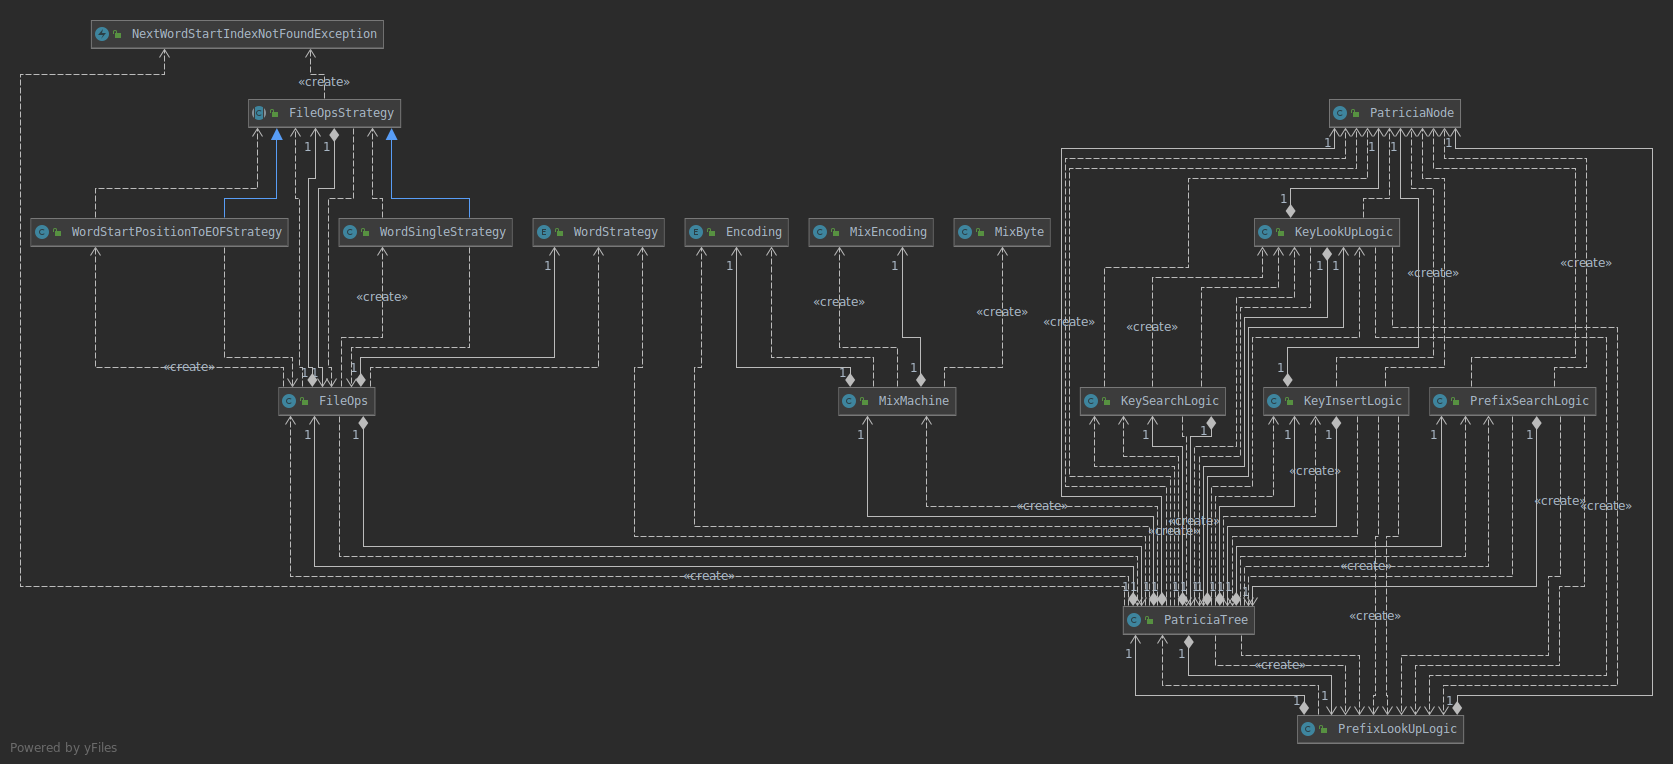 NextWordStartIndexNotFoundException
«create»
FileOpsStrategy
PatriciaNode
1
1
1
1
1
1
1
WordStartPositionToEOFStrategy
WordSingleStrategy
WordStrategy
Encoding
MixEncoding
MixByte
KeyLookUpLogic
1
1
1
1
1
«create»
«create»
«create»
«create»
«create»
«create»
«create»
«create»
1
1
1
FileOps
MixMachine
KeySearchLogic
KeyInsertLogic
PrefixSearchLogic
1
1
1
1
1
1
1
1
1
«create»
«create»
«create»
«create»
«create»
«create»
«create»
«create»
PatriciaTree
«create»
1
1
«create»
1
1
1
PrefixLookUpLogic
Powered by yFiles